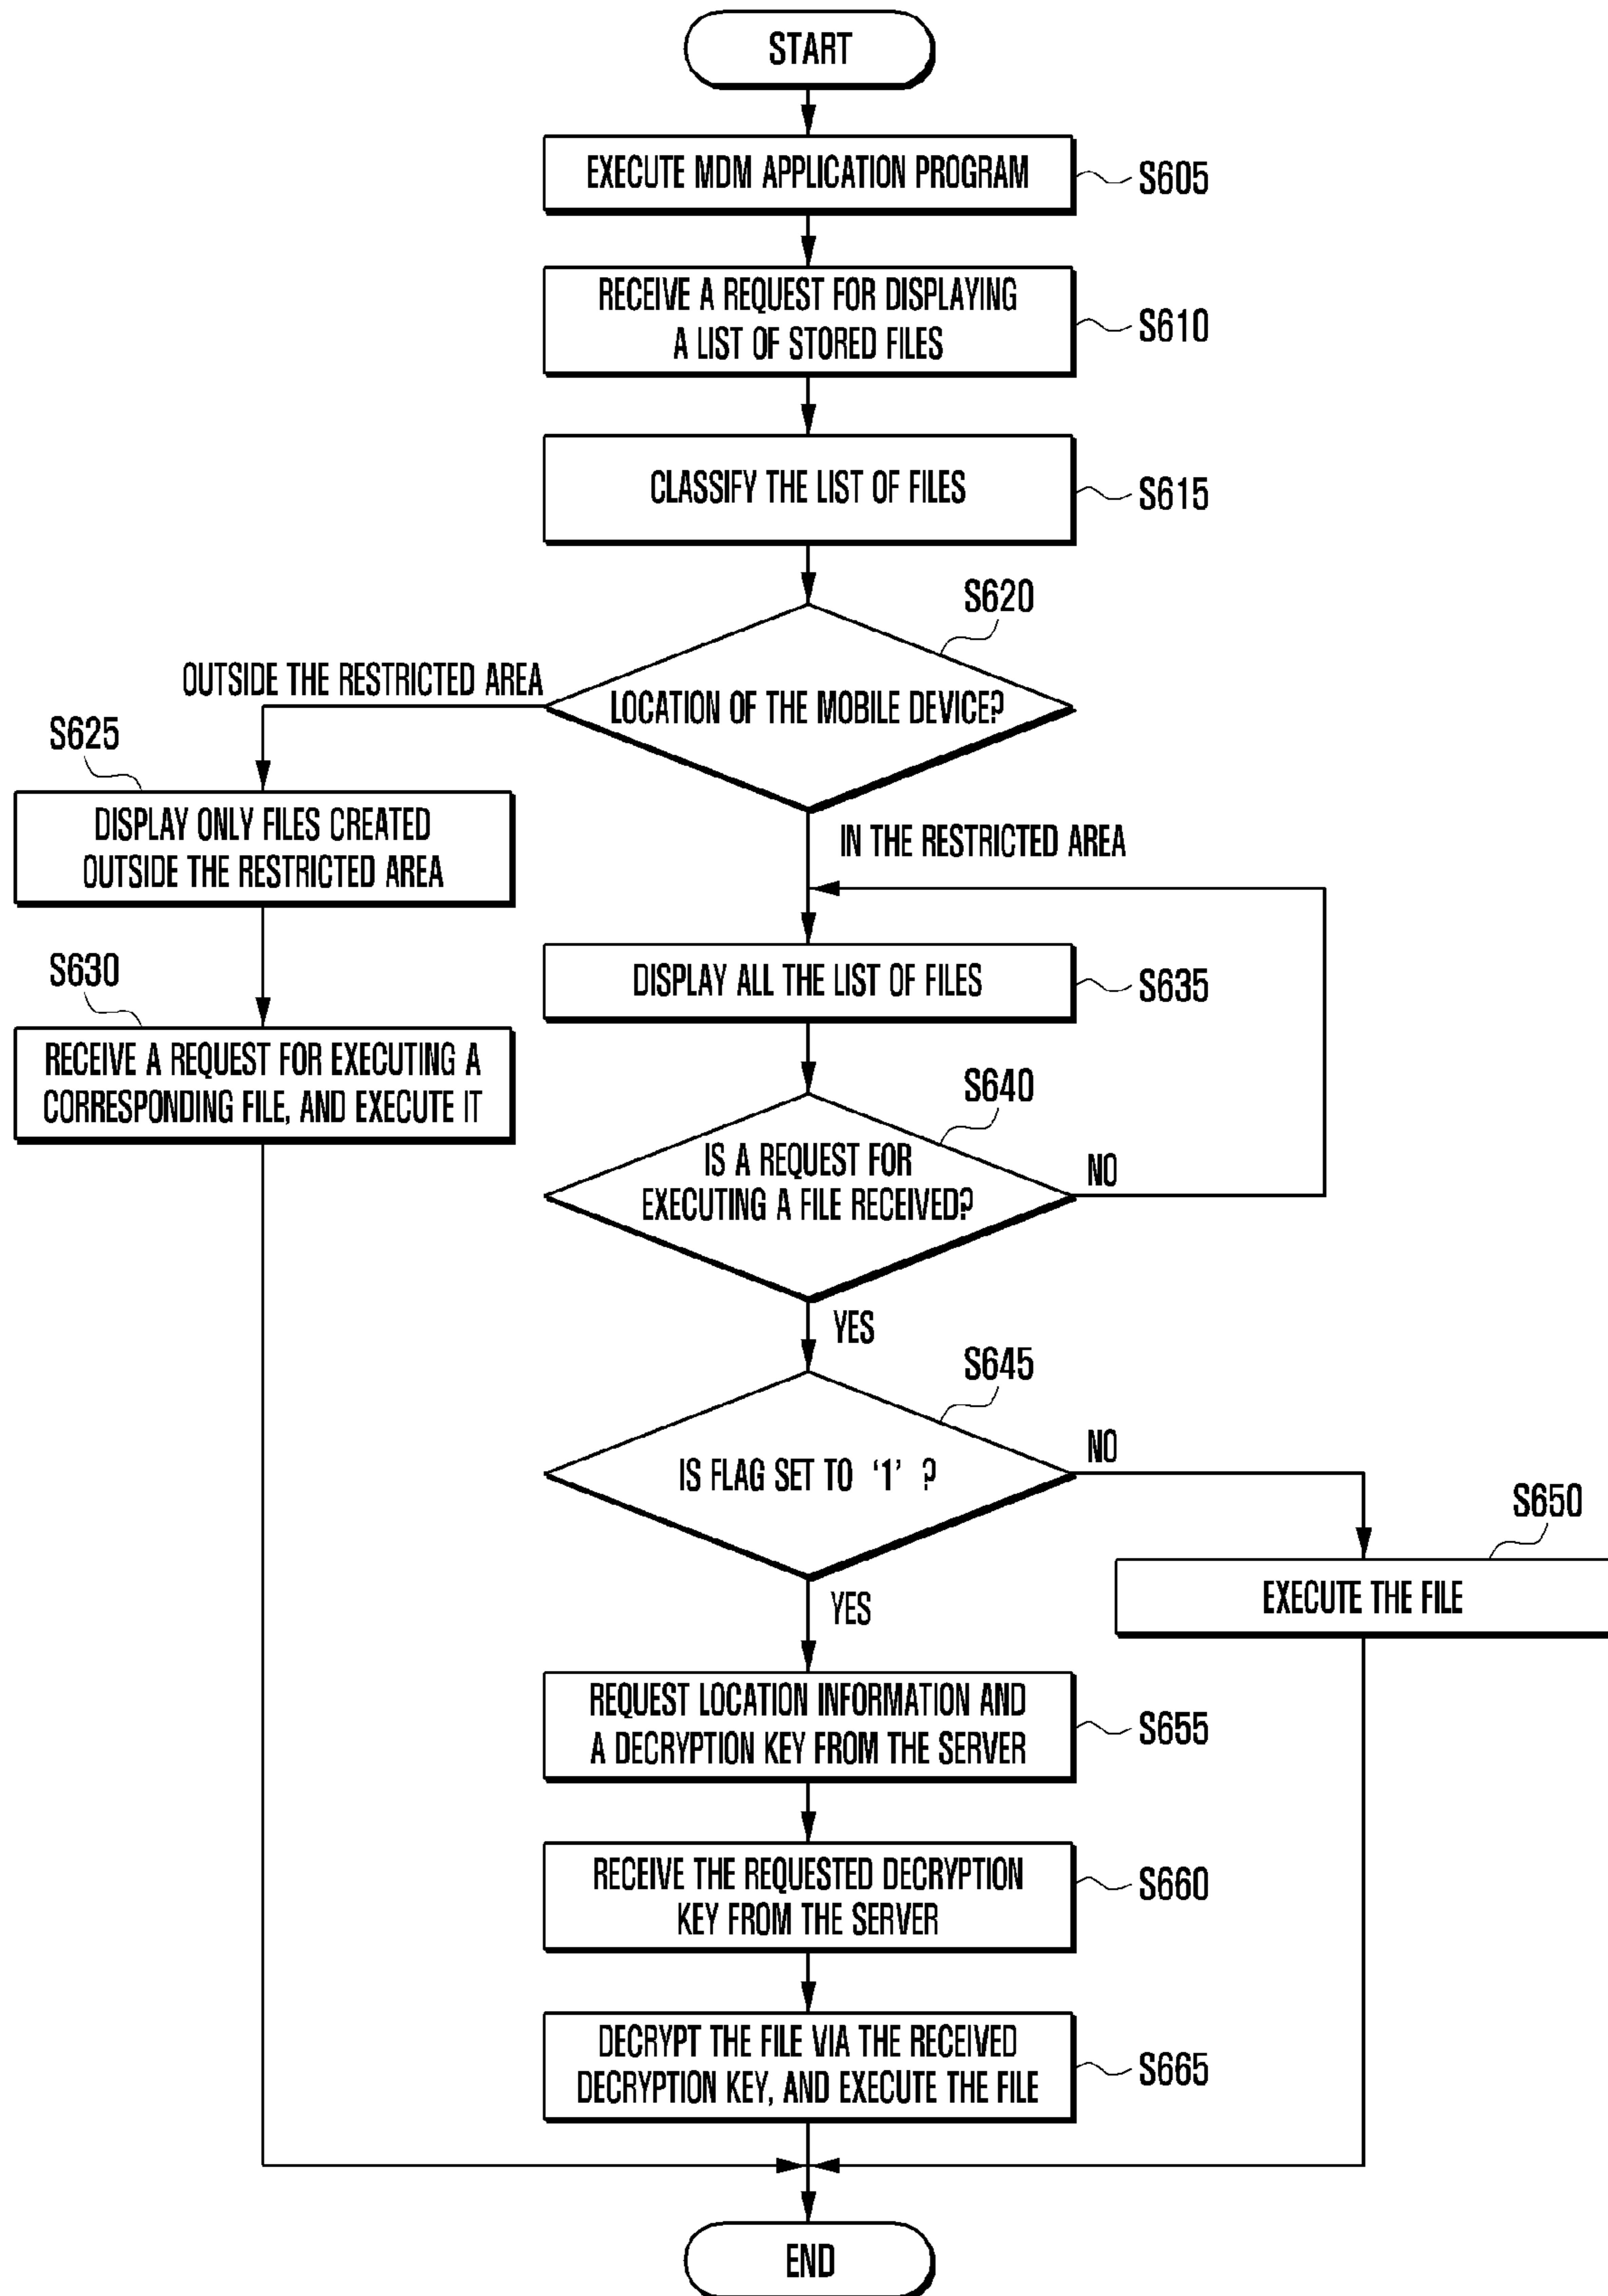 START
EXECUTE MDM APPLICATION PROGRAM
S605
RECEIVE A REQUEST FOR DISPLAYING
A LIST OF STORED FILES
S610
CLASSIFY THE LIST OF FILES
S615
S620
LOCATION OF THE MOBILE DEVICE?
OUTSIDE THE RESTRICTED AREA
S625
DISPLAY ONLY FILES CREATED
OUTSIDE THE RESTRICTED AREA
S630
RECEIVE A REQUEST FOR EXECUTING A
CORRESPONDING FILE, AND EXECUTE IT
IN THE RESTRICTED AREA
DISPLAY ALL THE LIST OF FILES
S635
S640
IS A REQUEST FOR
EXECUTING A FILE RECEIVED?
NO
YES
S645
IS FLAG SET TO '1' ?
NO
S650
EXECUTE THE FILE
YES
REQUEST LOCATION INFORMATION AND
A DECRYPTION KEY FROM THE SERVER
S655
RECEIVE THE REQUESTED DECRYPTION
KEY FROM THE SERVER
S660
DECRYPT THE FILE VIA THE RECEIVED
DECRYPTION KEY, AND EXECUTE THE FILE
S665
END